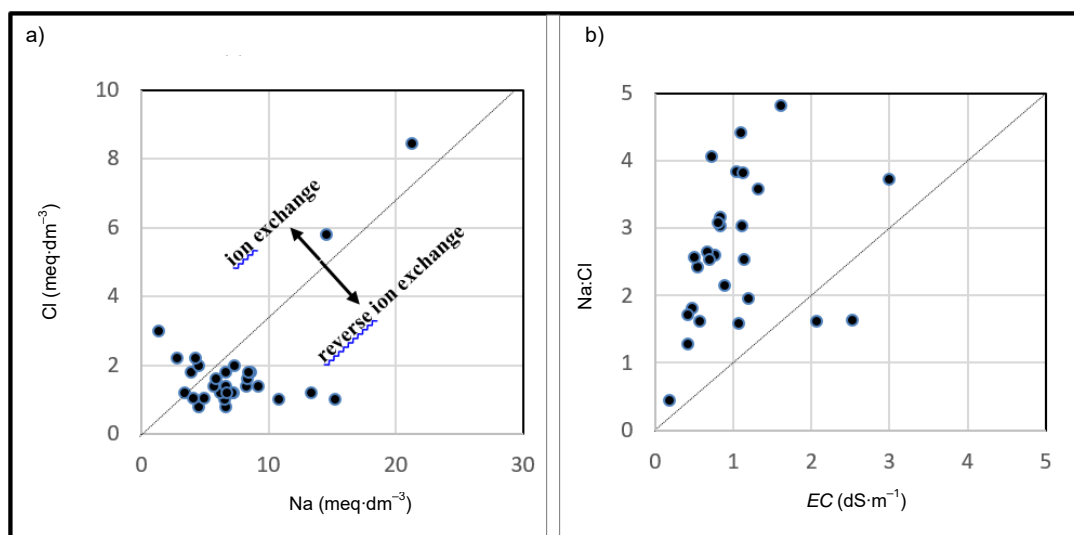 a)
10
8
6
4
2
0
Cl (meq·dm⁻³)
ion exchange
reverse ion exchange
0 10 20 30
Na (meq·dm⁻³)
b)
5
4
3
2
1
0
Na:Cl
0 1 2 3 4 5
EC (dS·m⁻¹)